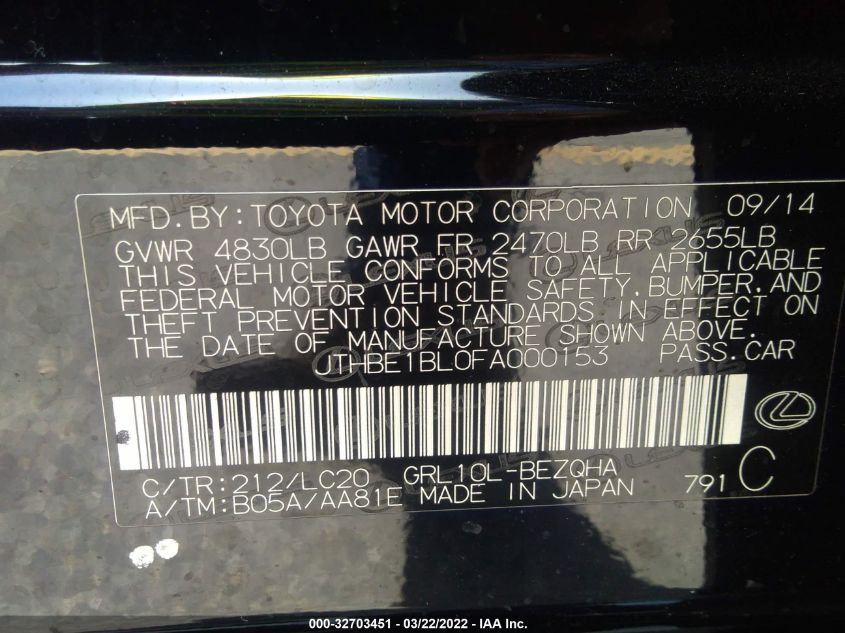 MFD.BY:TOYOTA MOTOR CORPORATION 09/14
GVWR 4830LB GAWR FR 2470LB RR 2655LB
THIS VEHICLE CONFORMS TO ALL APPLICABLE
FEDERAL MOTOR VEHICLE SAFETY,BUMPER,AND
THEFT PREVENTION STANDARDS IN EFFECT ON
THE DATE OF MANUFACTURE SHOWN ABOVE.
JTHBE1BL0FA000153 PASS.CAR
C/TR:212/LC20 GRL10L-BEZQHA 791 C
A/TM:B05A/AA81E MADE IN JAPAN
000-32703451 - 03/22/2022 - IAA Inc.